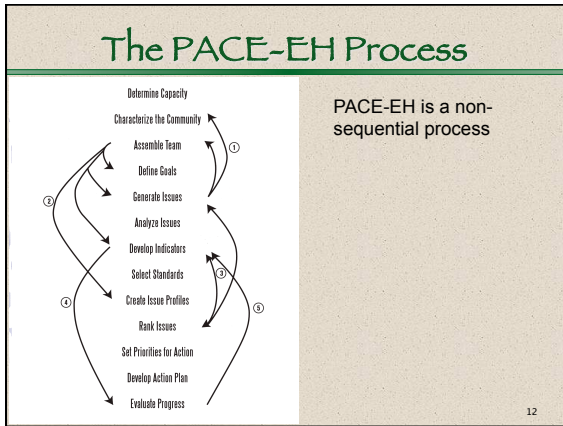 The PACE-EH Process
Determine Capacity
Characterize the Community
Assemble Team
Define Goals
Generate Issues
Analyze Issues
Develop Indicators
Select Standards
Create Issue Profiles
Rank Issues
Set Priorities for Action
Develop Action Plan
Evaluate Progress
1
2
3
4
5
PACE-EH is a non-
sequential process
12